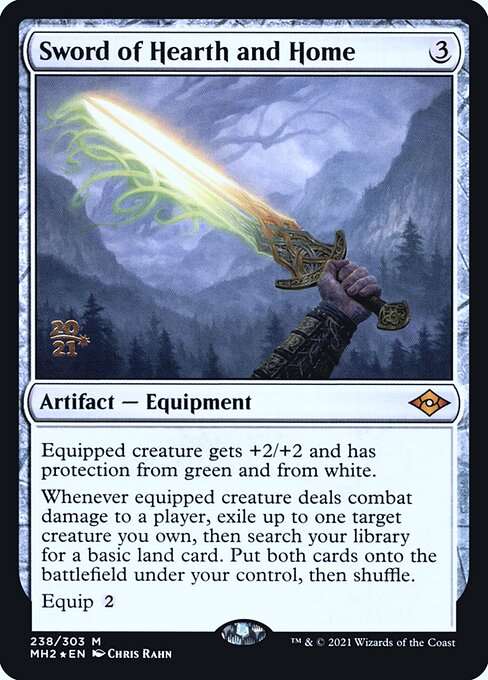 Sword of Hearth and Home 3
20
21
Artifact — Equipment
Equipped creature gets +2/+2 and has
protection from green and from white.
Whenever equipped creature deals combat
damage to a player, exile up to one target
creature you own, then search your library
for a basic land card. Put both cards onto the
battlefield under your control, then shuffle.
Equip 2
238/303 M
MH2★EN Chris Rahn
™ & © 2021 Wizards of the Coast